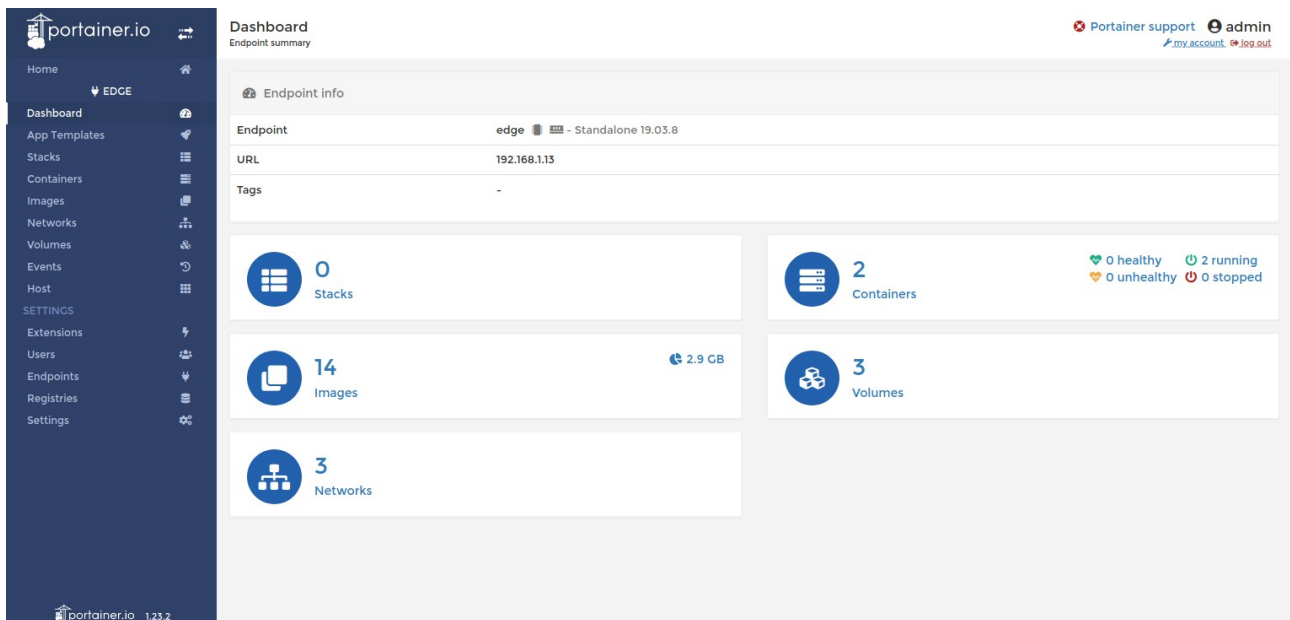 portainer.io
Home
EDGE
Dashboard
App Templates
Stacks
Containers
Images
Networks
Volumes
Events
Host
SETTINGS
Extensions
Users
Endpoints
Registries
Settings
portainer.io 1.23.2
Dashboard
Endpoint summary
Portainer support admin
my account log out
Endpoint info
Endpoint edge - Standalone 19.03.8
URL 192.168.1.13
Tags -
0
Stacks
2
Containers
0 healthy 2 running
0 unhealthy 0 stopped
14
Images
2.9 GB
3
Volumes
3
Networks